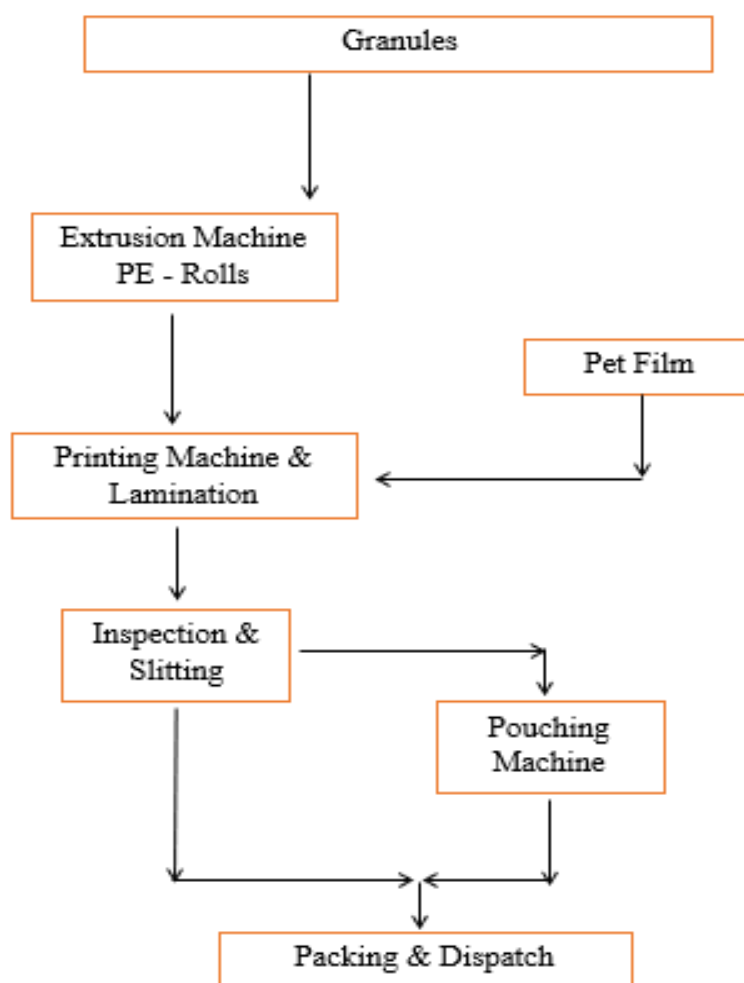 Granules
Extrusion Machine
PE - Rolls
Pet Film
Printing Machine &
Lamination
Inspection &
Slitting
Pouching
Machine
Packing & Dispatch